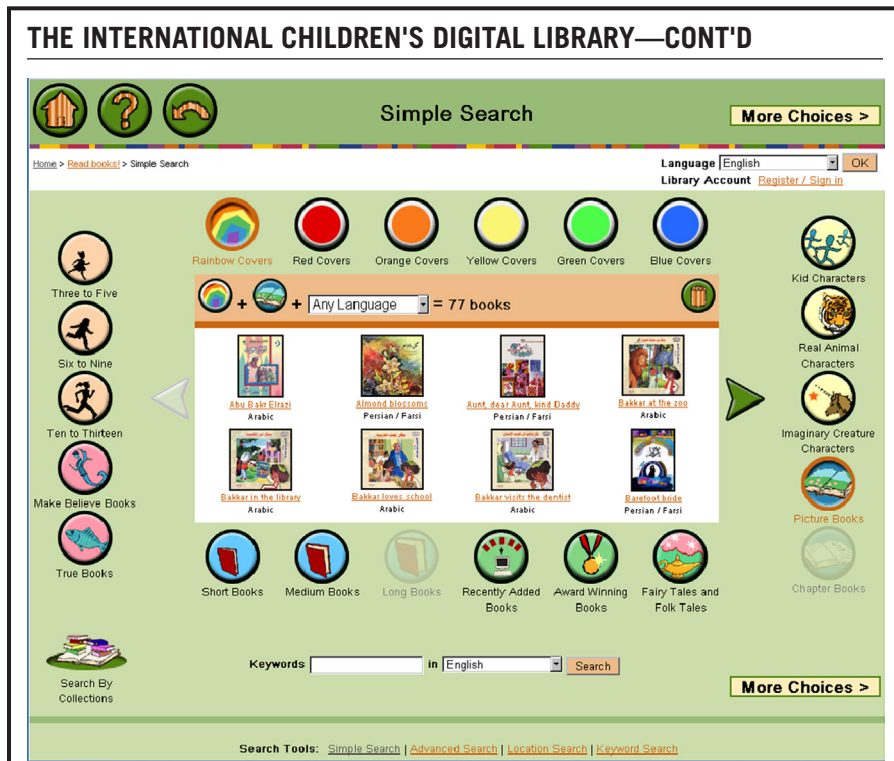 THE INTERNATIONAL CHILDREN'S DIGITAL LIBRARY—CONT'D
Simple Search
More Choices >
Home > Read books! > Simple Search
Language English OK
Library Account Register / Sign in
Rainbow Covers
Red Covers
Orange Covers
Yellow Covers
Green Covers
Blue Covers
Three to Five
Six to Nine
Ten to Thirteen
Make Believe Books
True Books
+ + Any Language = 77 books
Abu Bakr Elrazi
Arabic
Almond blossoms
Persian / Farsi
Aunt, dear Aunt, kind Daddy
Persian / Farsi
Bakkar at the zoo
Arabic
Bakkar in the library
Arabic
Bakkar loves school
Arabic
Bakkar visits the dentist
Arabic
Barefoot bride
Persian / Farsi
Kid Characters
Real Animal
Characters
Imaginary Creature
Characters
Picture Books
Chapter Books
Short Books
Medium Books
Long Books
Recently Added
Books
Award Winning
Books
Fairy Tales and
Folk Tales
Search By
Collections
Keywords in English Search
More Choices >
Search Tools: Simple Search | Advanced Search | Location Search | Keyword Search